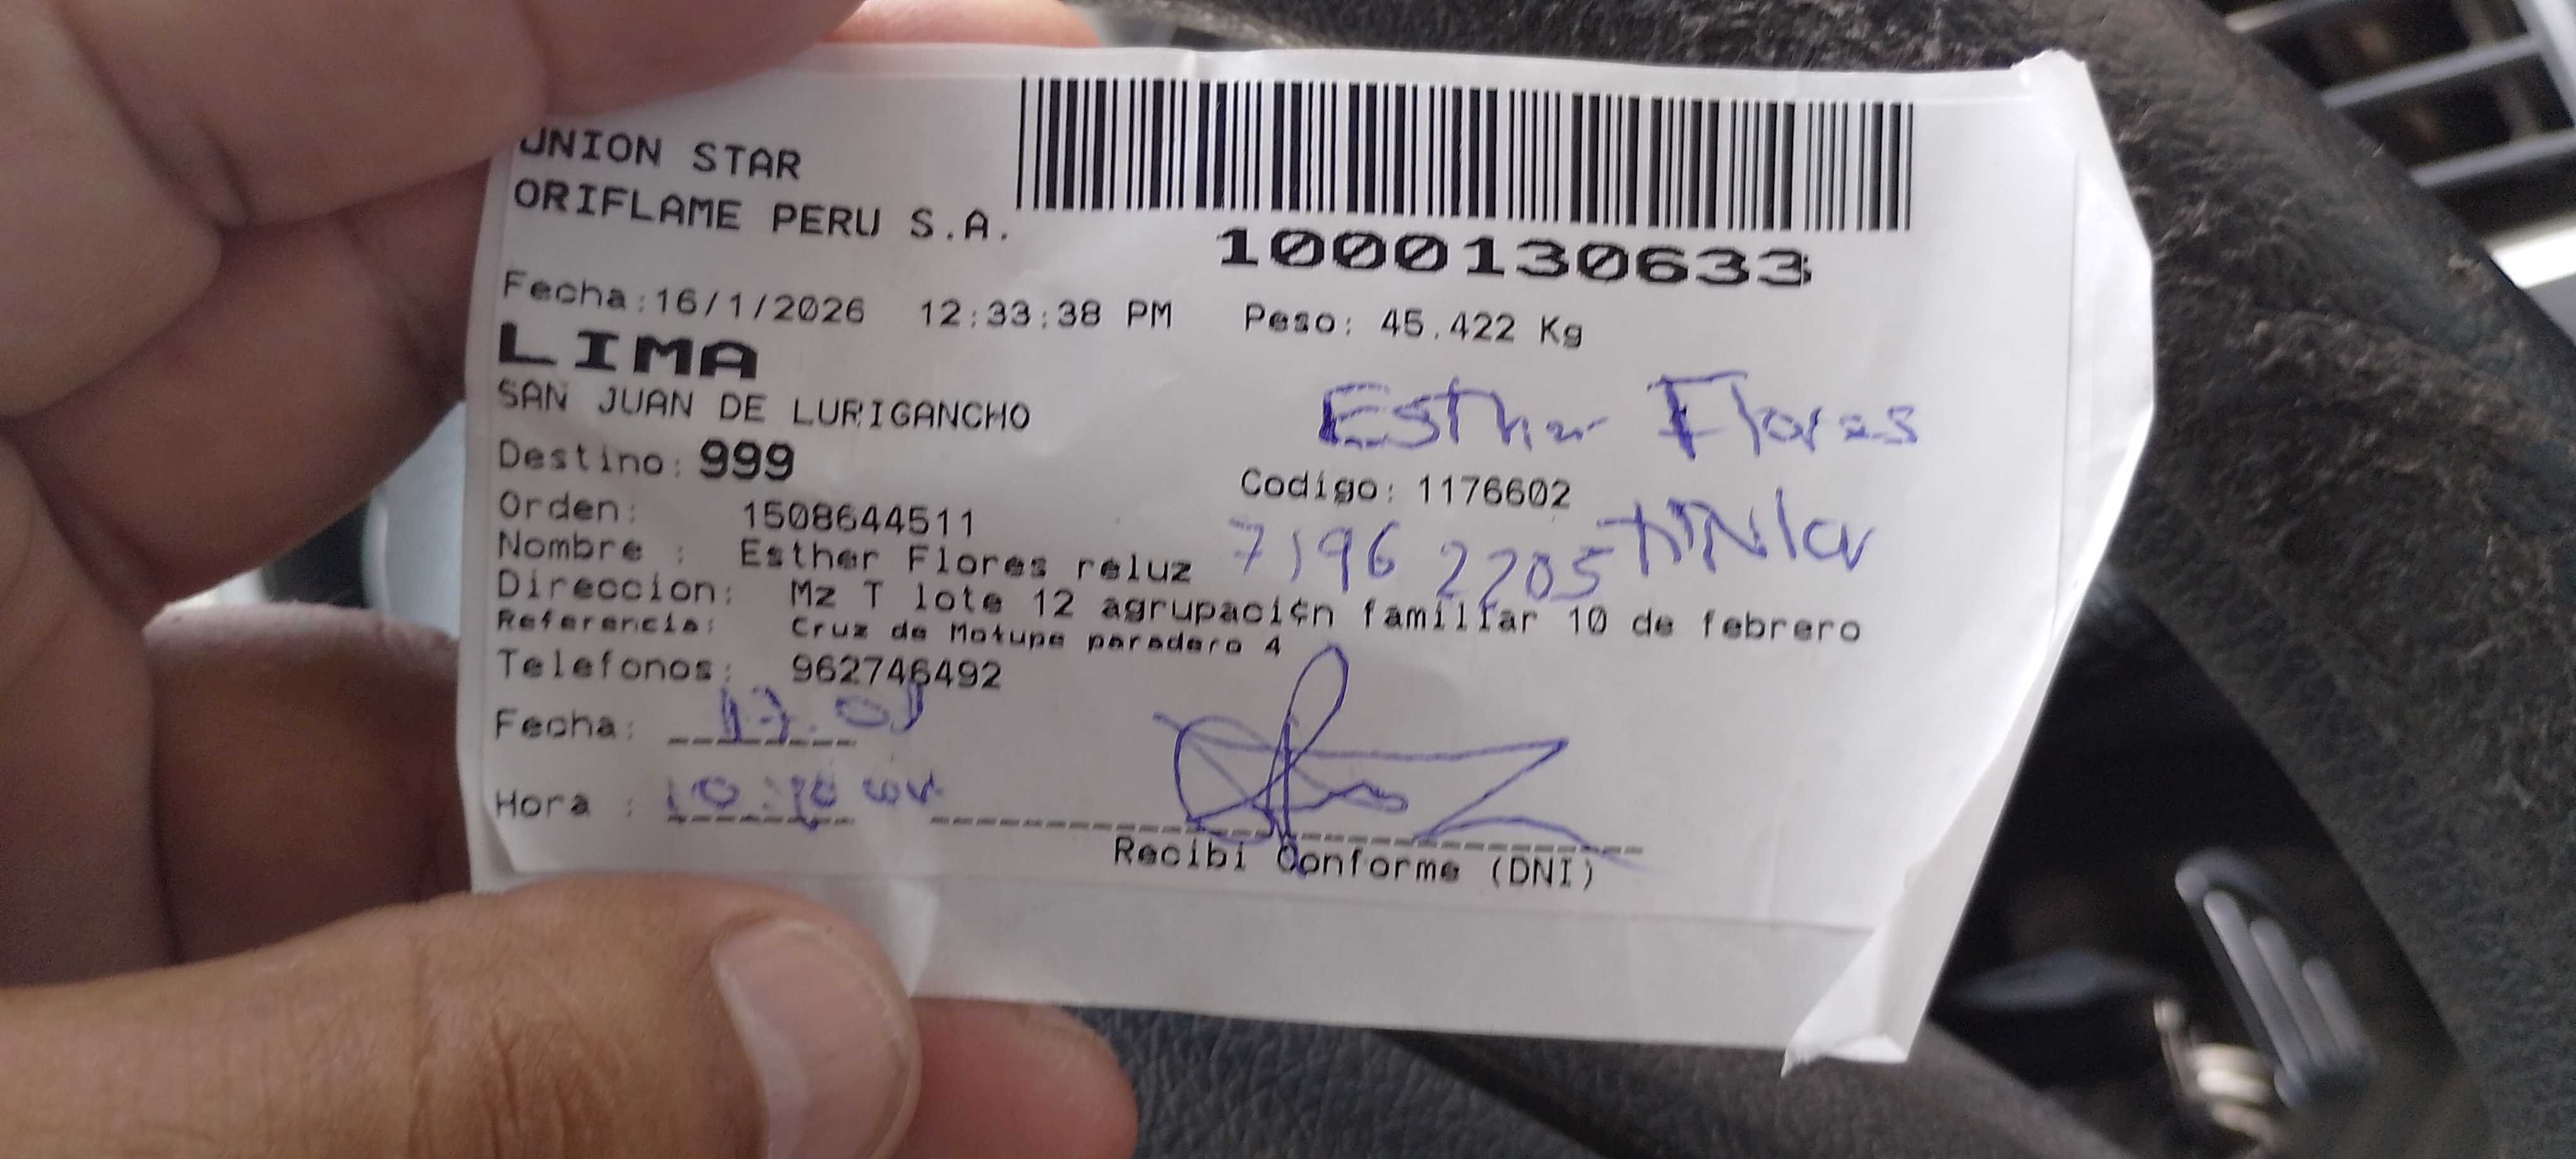 UNION STAR
ORIFLAME PERU S.A.
1000130633
Fecha:16/1/2026 12:33:38 PM Peso: 45.422 Kg
LIMA
SAN JUAN DE LURIGANCHO
Esther Flores
Destino: 999
Codigo: 1176602
Orden: 1508644511
7196 2205
Nombre : Esther Flores reluz
Direccion: Mz T lote 12 agrupaci¢n familiar 10 de febrero
Referencia: Cruz de Motupe paradero 4
Telefonos: 962746492
Fecha: 17.01
Hora :
Recibi Conforme (DNI)